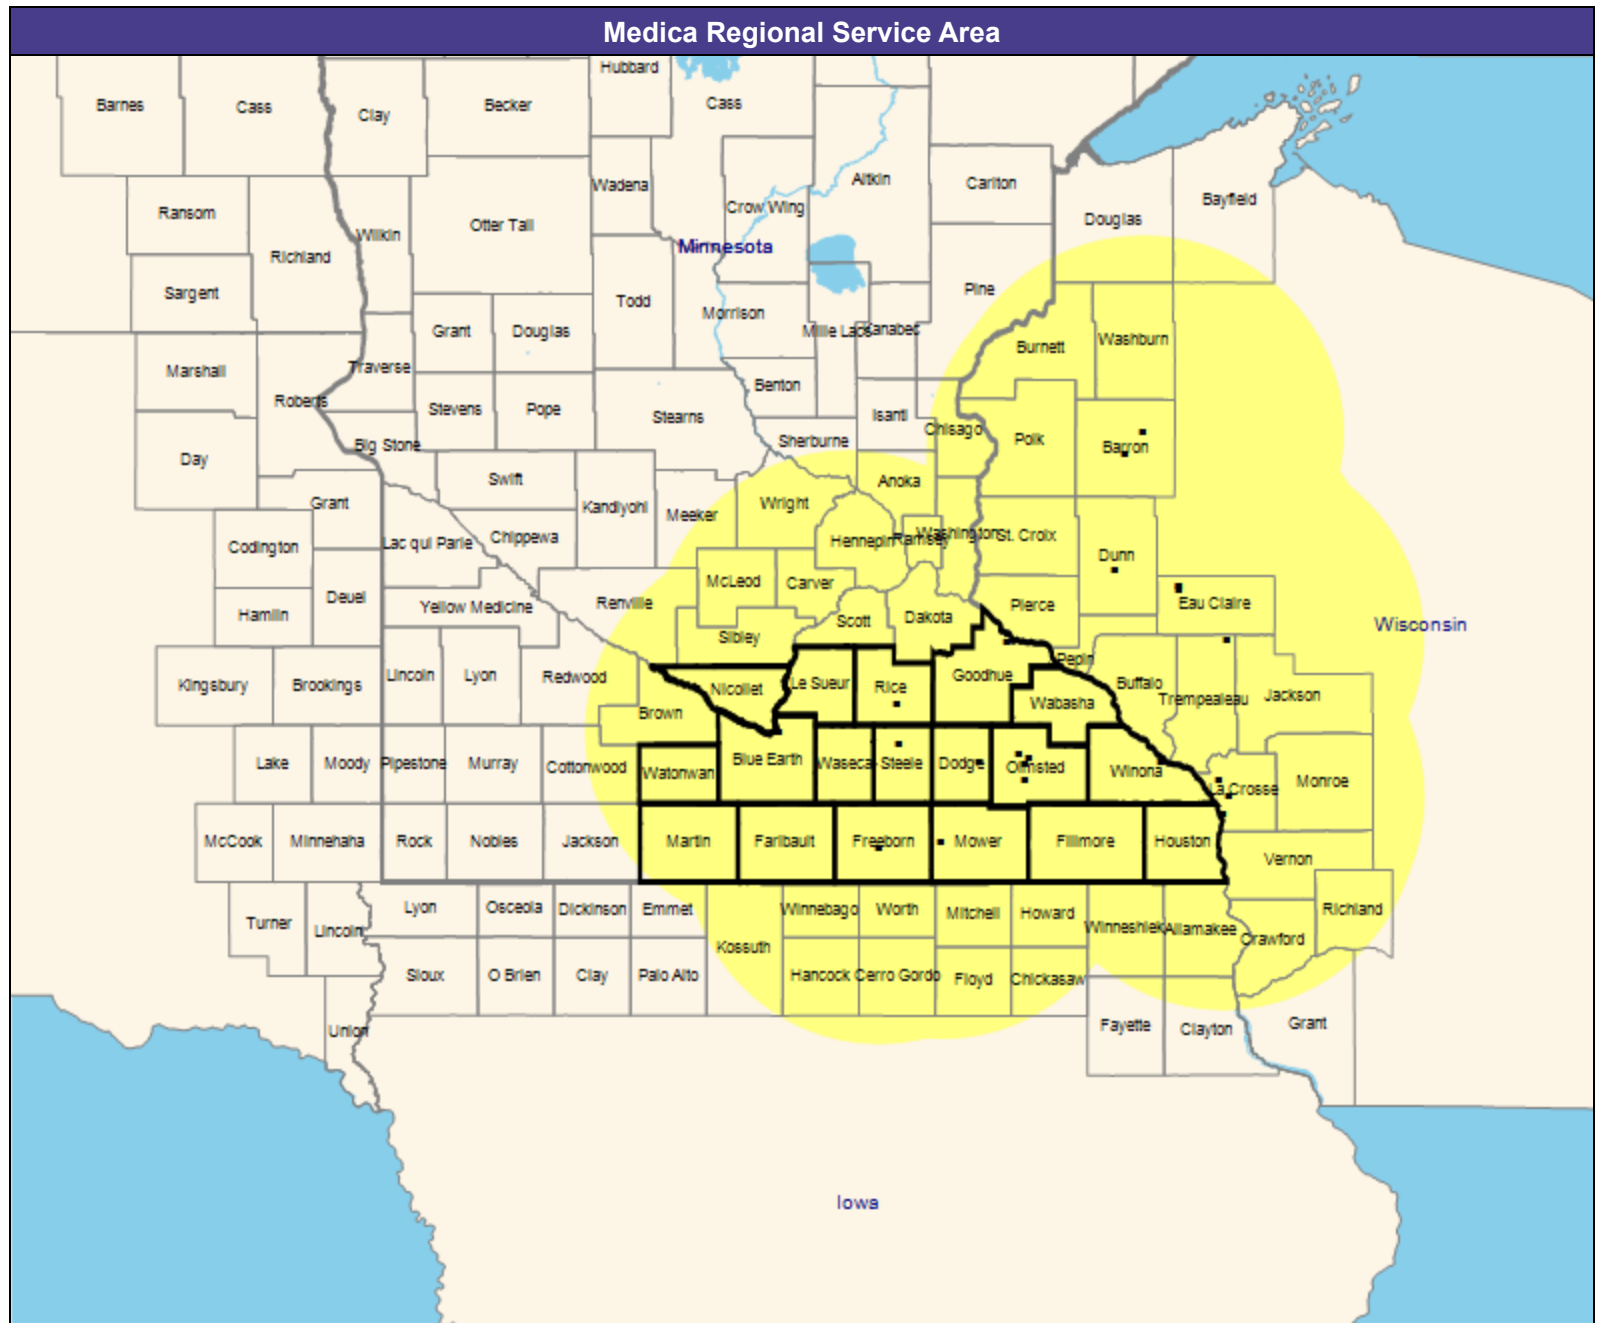 Medica Regional Service Area
Hubbard
Barnes
Cass
Clay
Becker
Cass
Wadena
Aitkin
Carlton
Bayfield
Ransom
Crow Wing
Douglas
Otter Tail
Wilkin
Minnesota
Richland
Sargent
Pine
Todd
Morrison
Grant
Douglas
Mille Lacs
Kanabec
Washburn
Burnett
Marshall
Traverse
Benton
Roberts
Stevens
Pope
Stearns
Isanti
Chisago
Polk
Barron
Big Stone
Sherburne
Day
Swift
Anoka
Grant
Kandiyohi
Meeker
Wright
Codington
Lac qui Parle
Chippewa
Hennepin
Ramsey
Washington
St. Croix
Dunn
McLeod
Carver
Deuel
Yellow Medicine
Renville
Pierce
Eau Claire
Hamlin
Scott
Dakota
Wisconsin
Sibley
Pepin
Kingsbury
Brookings
Lincoln
Lyon
Redwood
Nicollet
Le Sueur
Rice
Goodhue
Buffalo
Trempealeau
Jackson
Brown
Wabasha
Lake
Moody
Pipestone
Murray
Cottonwood
Watonwan
Blue Earth
Waseca
Steele
Dodge
Olmsted
Winona
La Crosse
Monroe
McCook
Minnehaha
Rock
Nobles
Jackson
Martin
Faribault
Freeborn
Mower
Fillmore
Houston
Vernon
Turner
Lincoln
Lyon
Osceola
Dickinson
Emmet
Winnebago
Worth
Mitchell
Howard
Winneshiek
Allamakee
Crawford
Richland
Kossuth
Sioux
O Brien
Clay
Palo Alto
Hancock
Cerro Gordo
Floyd
Chickasaw
Union
Fayette
Clayton
Grant
Iowa